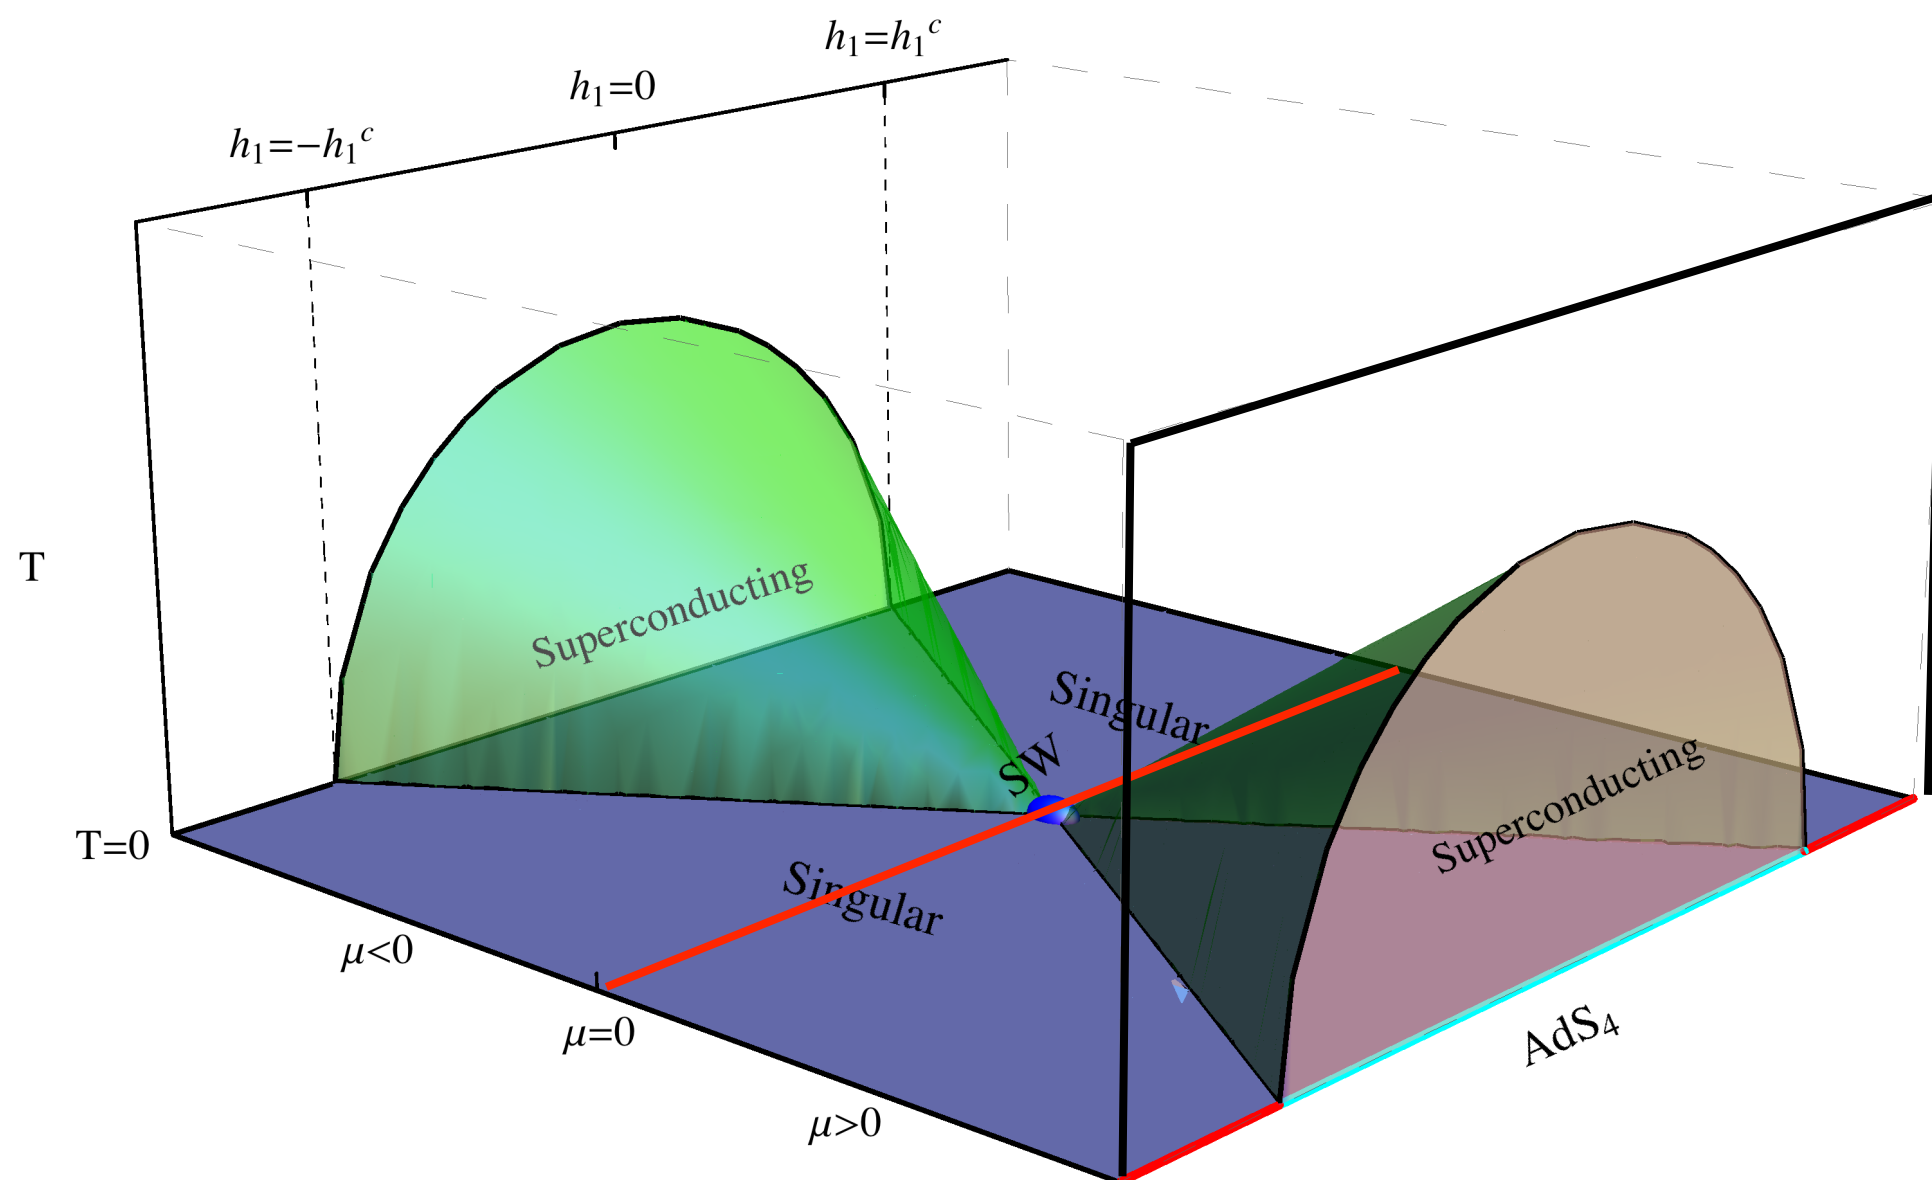 h₁=h₁ᶜ
h₁=0
h₁=−h₁ᶜ
T
Superconducting
Singular
SW
Superconducting
T=0
Singular
μ<0
μ=0
AdS₄
μ>0